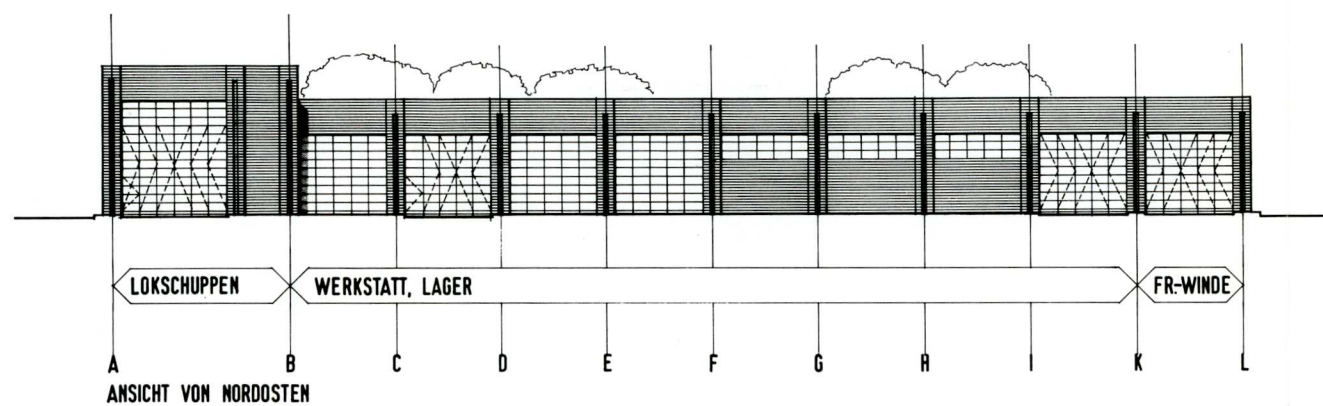 LOKSCHUPPEN WERKSTATT, LAGER FR.-WINDE
A B C D E F G H I K L
ANSICHT VON NORDOSTEN